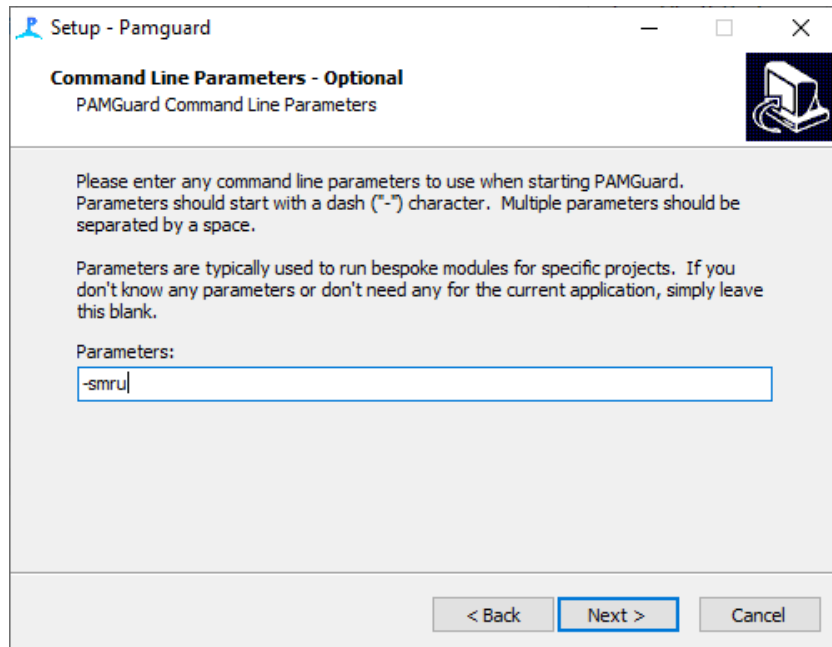 Setup - Pamguard
Command Line Parameters - Optional
PAMGuard Command Line Parameters
Please enter any command line parameters to use when starting PAMGuard.
Parameters should start with a dash ("-") character.  Multiple parameters should be
separated by a space.
Parameters are typically used to run bespoke modules for specific projects.  If you
don't know any parameters or don't need any for the current application, simply leave
this blank.
Parameters:
-smru
< Back
Next >
Cancel